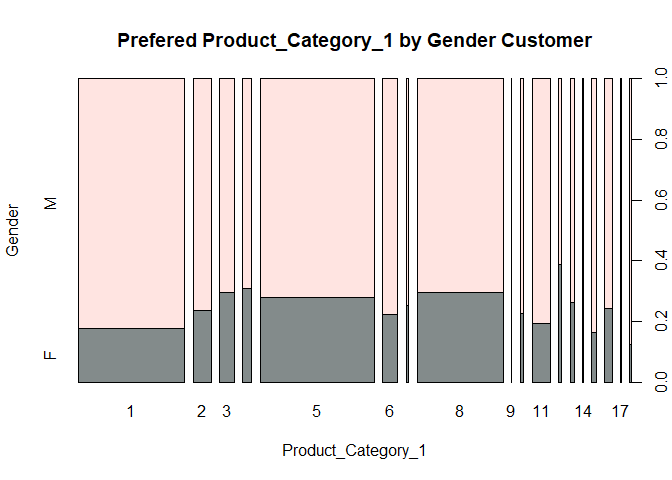 Prefered Product_Category_1 by Gender Customer
Gender
M
F
1.0
0.8
0.6
0.4
0.2
0.0
1 2 3 5 6 8 9 11 14 17
Product_Category_1